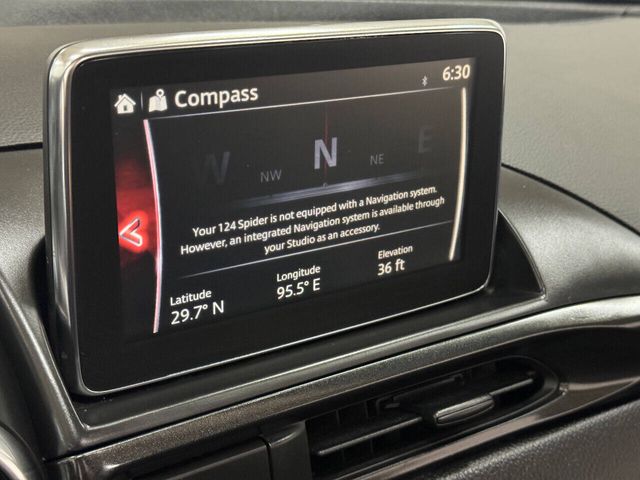 Compass
6:30
W NW N NE E
Your 124 Spider is not equipped with a Navigation system.
However, an integrated Navigation system is available through
your Studio as an accessory.
Latitude Longitude Elevation
29.7° N 95.5° E 36 ft